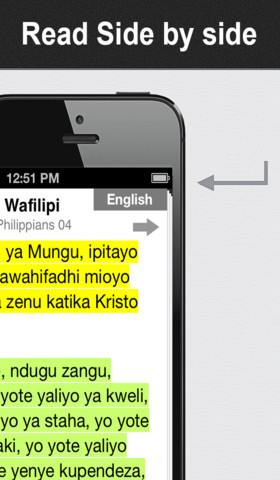 Read Side by side
12:51 PM
Wafilipi
English
Philippians 04
ya Mungu, ipitayo
awahifadhi mioyo
zenu katika Kristo
ndugu zangu,
yote yaliyo ya kweli,
yo ya staha, yo yote
aki, yo yote yaliyo
e yenye kupendeza,